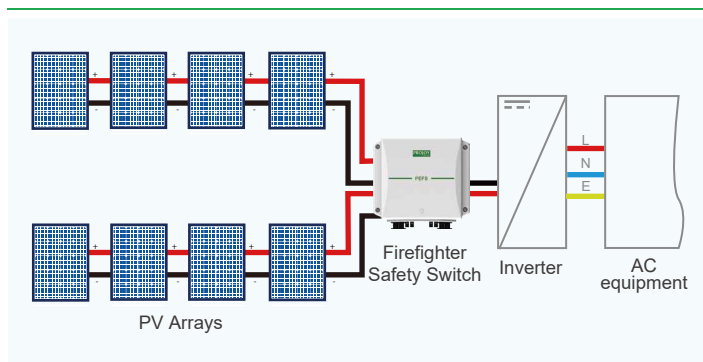 + + + +
- - - -
PEFS
L
N
E
Firefighter
Safety Switch
Inverter
AC
equipment
+ + + +
- - - -
PV Arrays